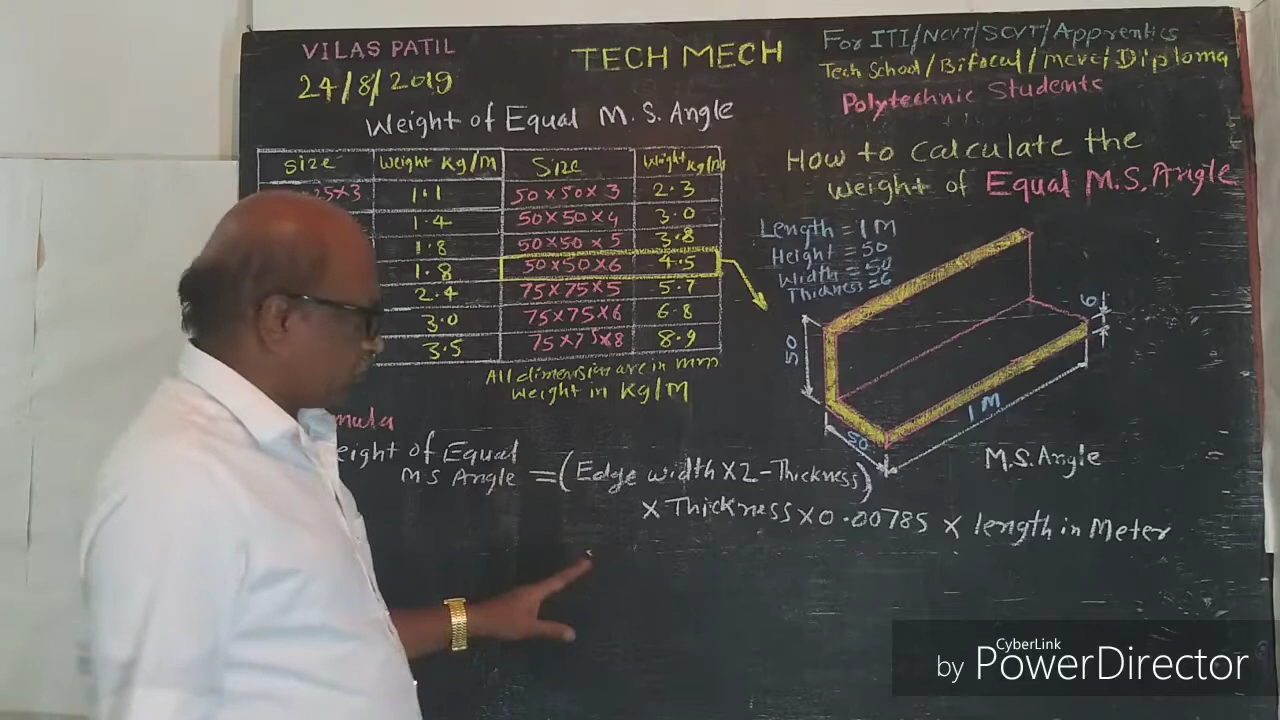 VILAS PATIL
24/8/2019
TECH MECH
For ITI/NCVT/SCVT/Apprentics
Tech School/Bifocal/mcvc/Diploma
Polytechnic Students
Weight of Equal M.S.Angle
Size Weight Kg/M Size Weight Kg/m
25×3 1.1 50×50×3 2.3
1.4 50×50×4 3.0
1.8 50×50×5 3.8
1.8 50×50×6 4.5
2.4 75×75×5 5.7
3.0 75×75×6 6.8
3.5 75×75×8 8.9
All dimension are in mm
Weight in Kg/M
How to Calculate the
weight of Equal M.S.Angle
Length = 1M
Height = 50
Width = 50
Thickness = 6
6
50
50
1M
M.S.Angle
mula
eight of Equal
MS Angle = (Edge width×2-Thickness)
× Thickness×0.00785 × length in Meter
CyberLink
by PowerDirector